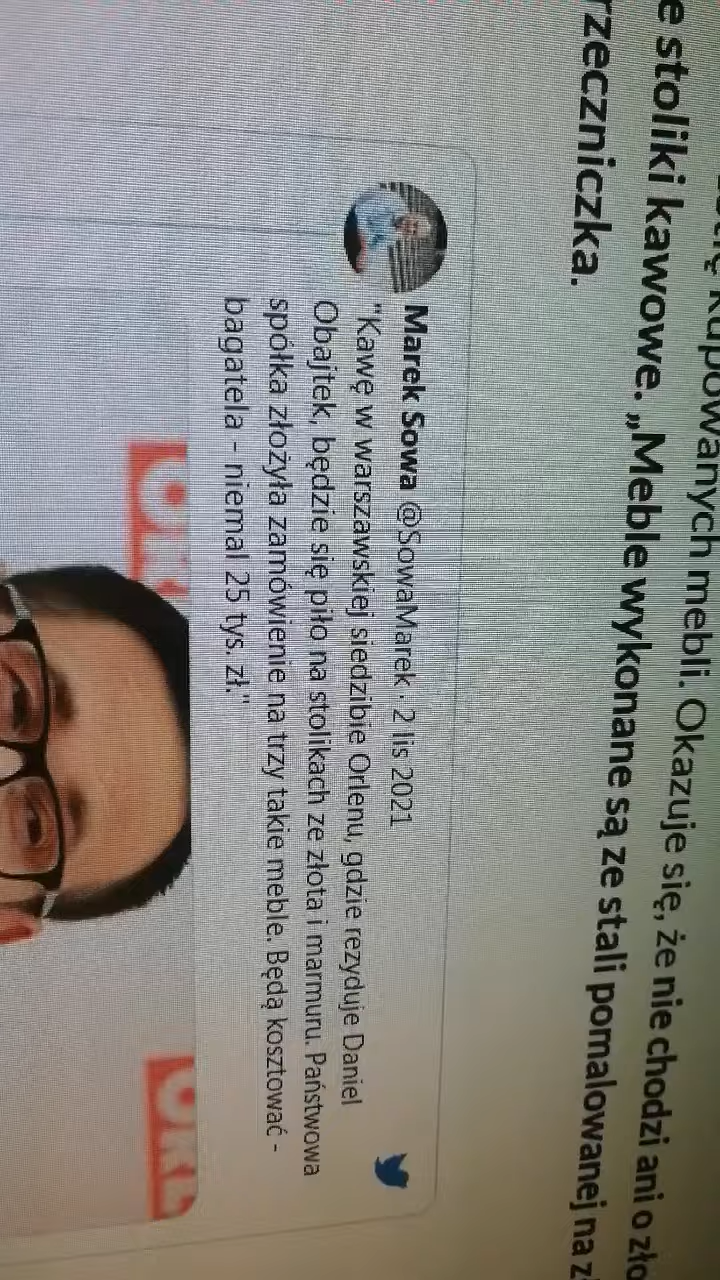 kupowanych mebli. Okazuje się, że nie chodzi ani o
stoliki kawowe. „Meble wykonane są ze stali pomalowanej na
rzeczniczka.
Marek Sowa @SowaMarek · 2 lis 2021
"Kawę w warszawskiej siedzibie Orlenu, gdzie rezyduje Daniel
Obajtek, będzie się piło na stolikach ze złota i marmuru. Państwowa
spółka złożyła zamówienie na trzy takie meble. Będą kosztować -
bagatela - niemal 25 tys. zł."